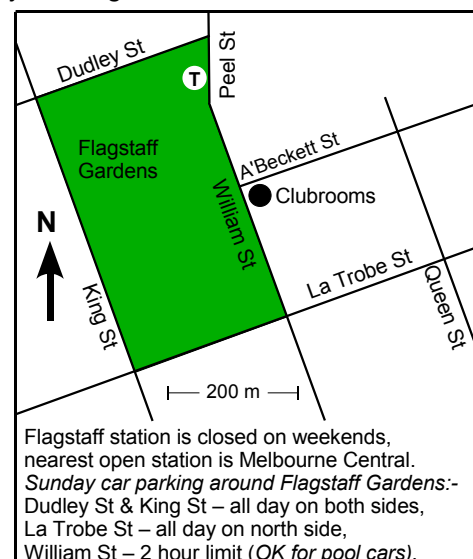 Dudley St
Peel St
T
Flagstaff
Gardens
A'Beckett St
William St
Clubrooms
N
King St
La Trobe St
Queen St
200 m
Flagstaff station is closed on weekends,
nearest open station is Melbourne Central.
Sunday car parking around Flagstaff Gardens:-
Dudley St & King St – all day on both sides,
La Trobe St – all day on north side,
William St – 2 hour limit (OK for pool cars).